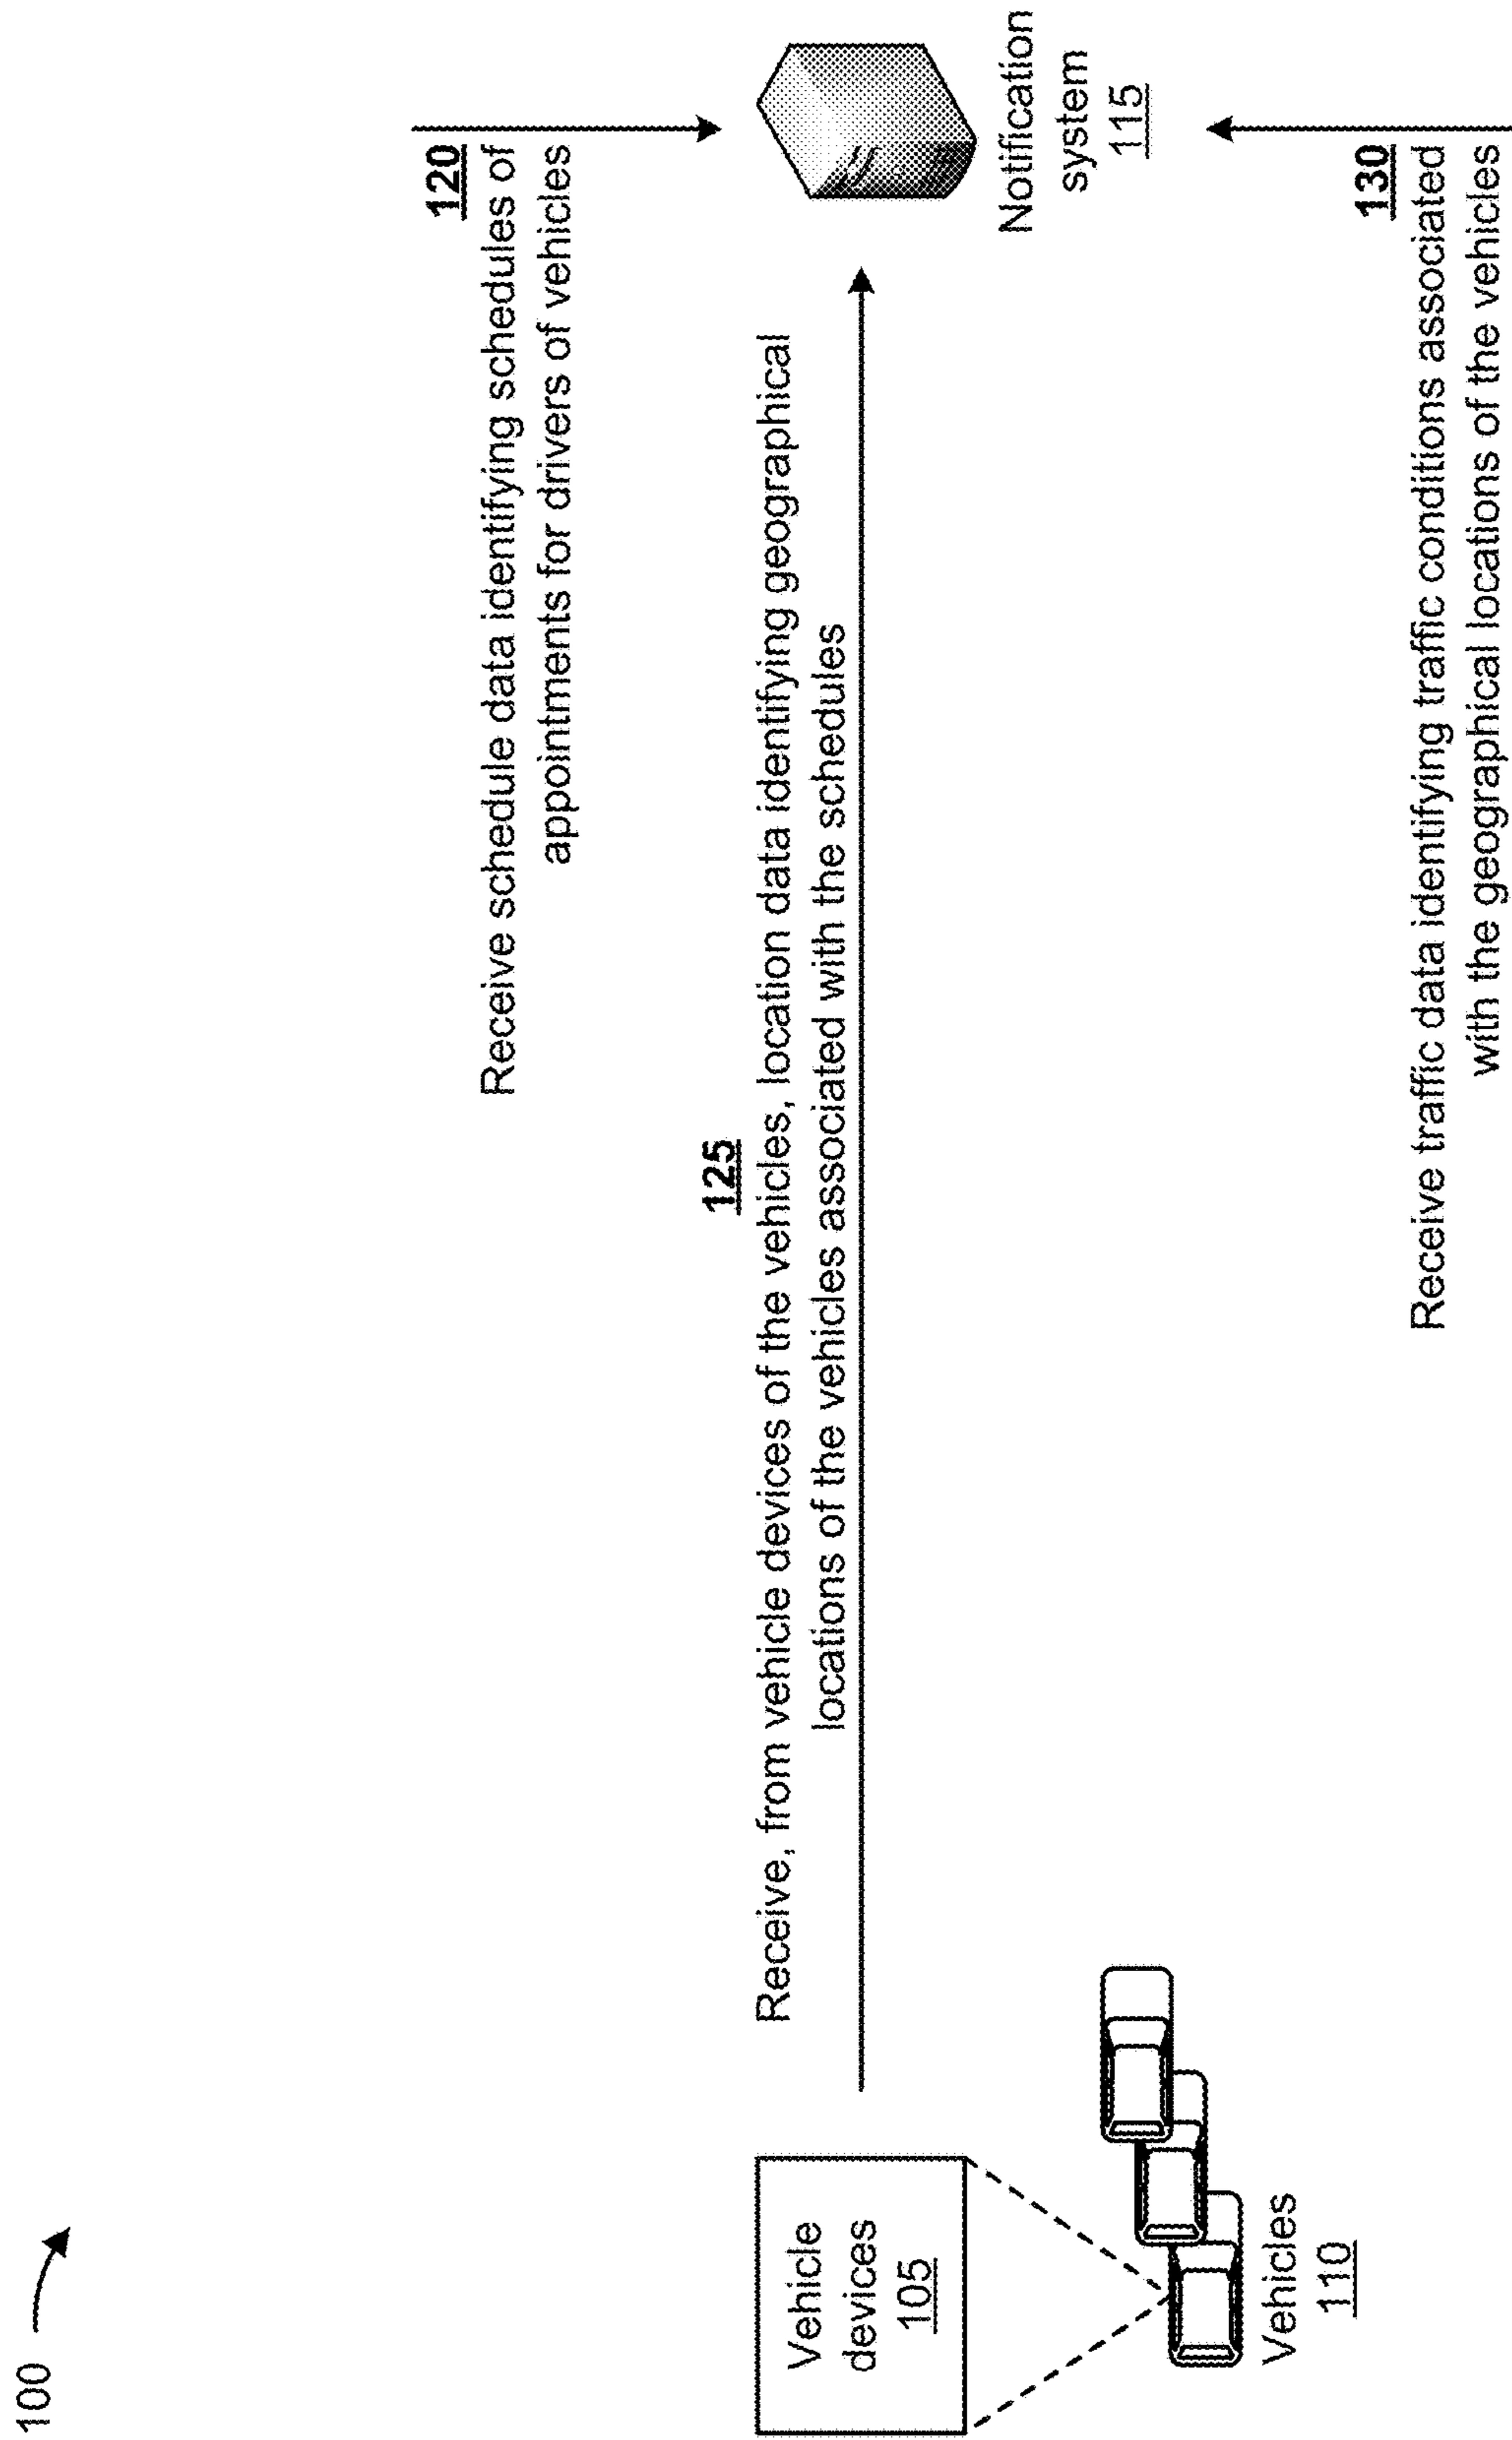 100
120
Receive schedule data identifying schedules of
appointments for drivers of vehicles
125
Receive, from vehicle devices of the vehicles, location data identifying geographical
locations of the vehicles associated with the schedules
Vehicle
devices
105
Notification
system
115
Vehicles
110
130
Receive traffic data identifying traffic conditions associated
with the geographical locations of the vehicles